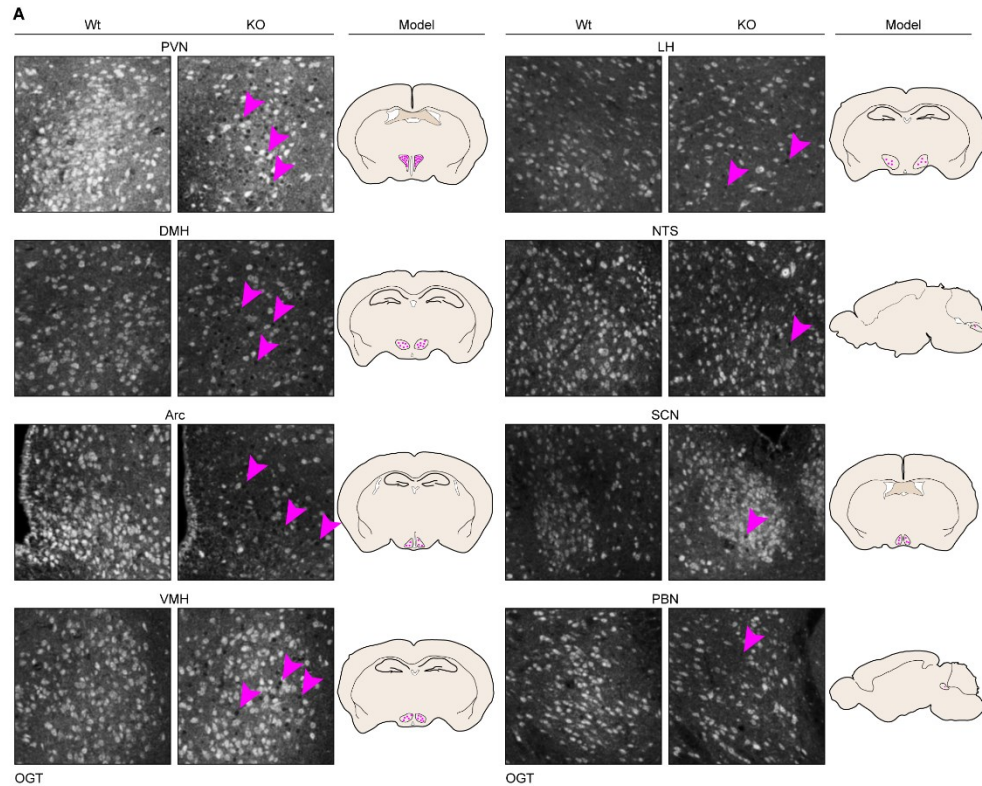 A
Wt KO Model Wt KO Model
PVN LH
DMH NTS
Arc SCN
VMH PBN
OGT OGT